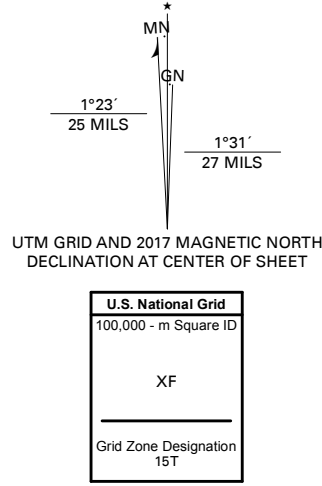 ★
MN
GN
1°23´
25 MILS
1°31´
27 MILS
UTM GRID AND 2017 MAGNETIC NORTH
DECLINATION AT CENTER OF SHEET
U.S. National Grid
100,000 - m Square ID
XF
Grid Zone Designation
15T